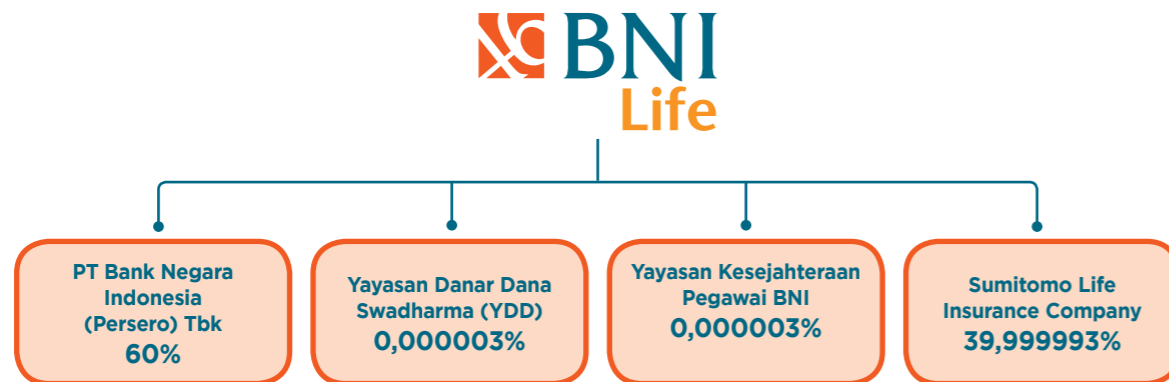 BNI
Life
PT Bank Negara
Indonesia
(Persero) Tbk
60%
Yayasan Danar Dana
Swadharma (YDD)
0,000003%
Yayasan Kesejahteraan
Pegawai BNI
0,000003%
Sumitomo Life
Insurance Company
39,999993%